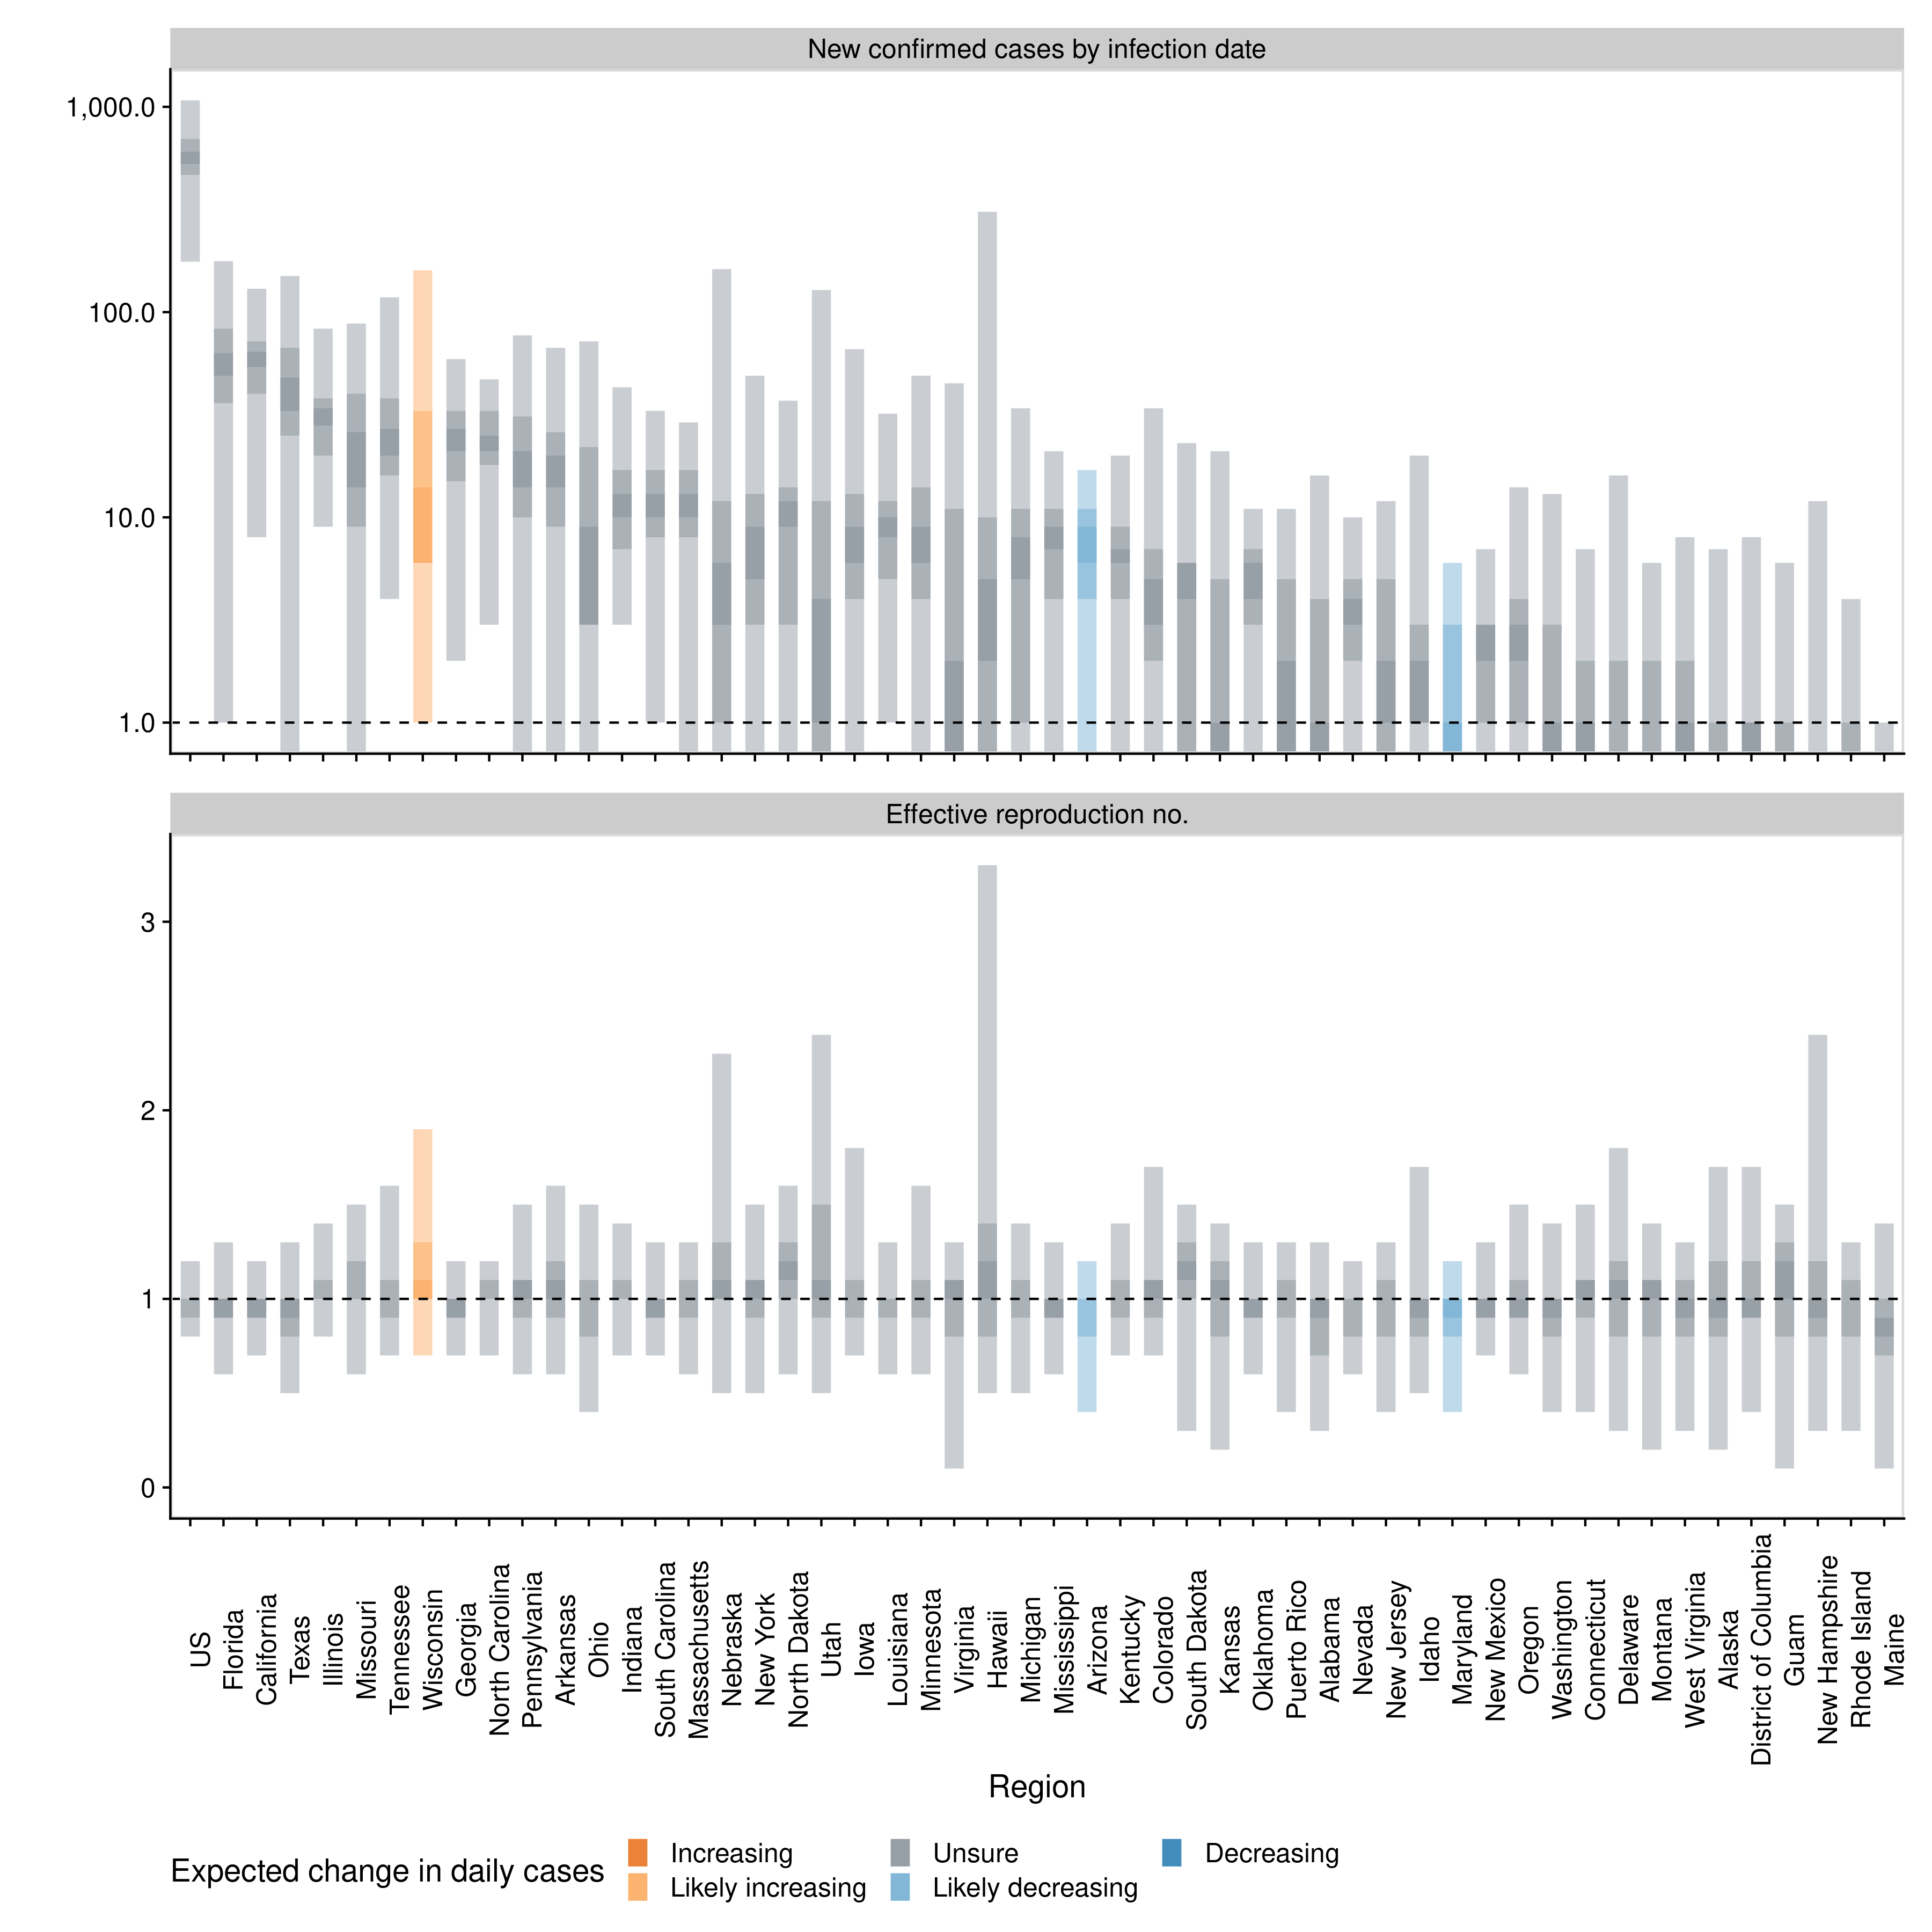 New confirmed cases by infection date
1,000.0
100.0
10.0
1.0
Effective reproduction no.
3
2
1
0
US
Florida
California
Texas
Illinois
Missouri
Tennessee
Wisconsin
Georgia
North Carolina
Pennsylvania
Arkansas
Ohio
Indiana
South Carolina
Massachusetts
Nebraska
New York
North Dakota
Utah
Iowa
Louisiana
Minnesota
Virginia
Hawaii
Michigan
Mississippi
Arizona
Kentucky
Colorado
South Dakota
Kansas
Oklahoma
Puerto Rico
Alabama
Nevada
New Jersey
Idaho
Maryland
New Mexico
Oregon
Washington
Connecticut
Delaware
Montana
West Virginia
Alaska
District of Columbia
Guam
New Hampshire
Rhode Island
Maine
Region
Expected change in daily cases
Increasing
Likely increasing
Unsure
Likely decreasing
Decreasing